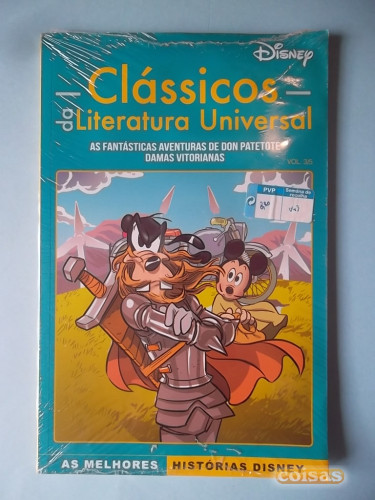 Disney
Clássicos
da Literatura Universal
AS FANTÁSTICAS AVENTURAS DE DON PATETOTE
DAMAS VITORIANAS
VOL. 35
PVP
AS MELHORES HISTÓRIAS DISNEY
coisas